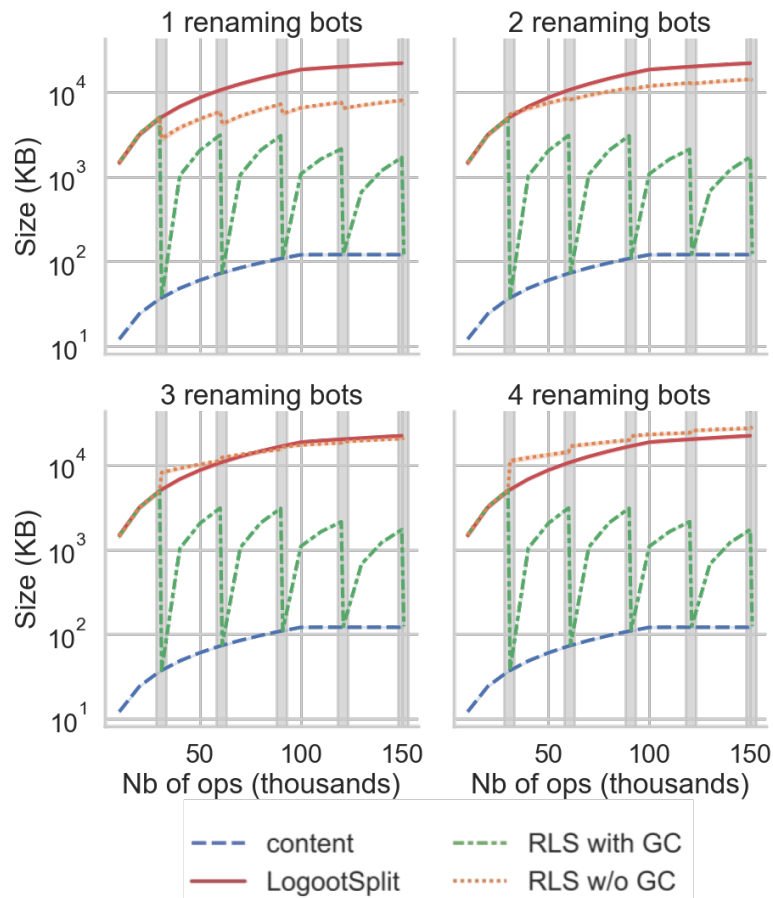 1 renaming bots 2 renaming bots
Size (KB)
10^4
10^3
10^2
10^1
3 renaming bots 4 renaming bots
Size (KB)
10^4
10^3
10^2
10^1
50 100 150 50 100 150
Nb of ops (thousands) Nb of ops (thousands)
content RLS with GC
LogootSplit RLS w/o GC